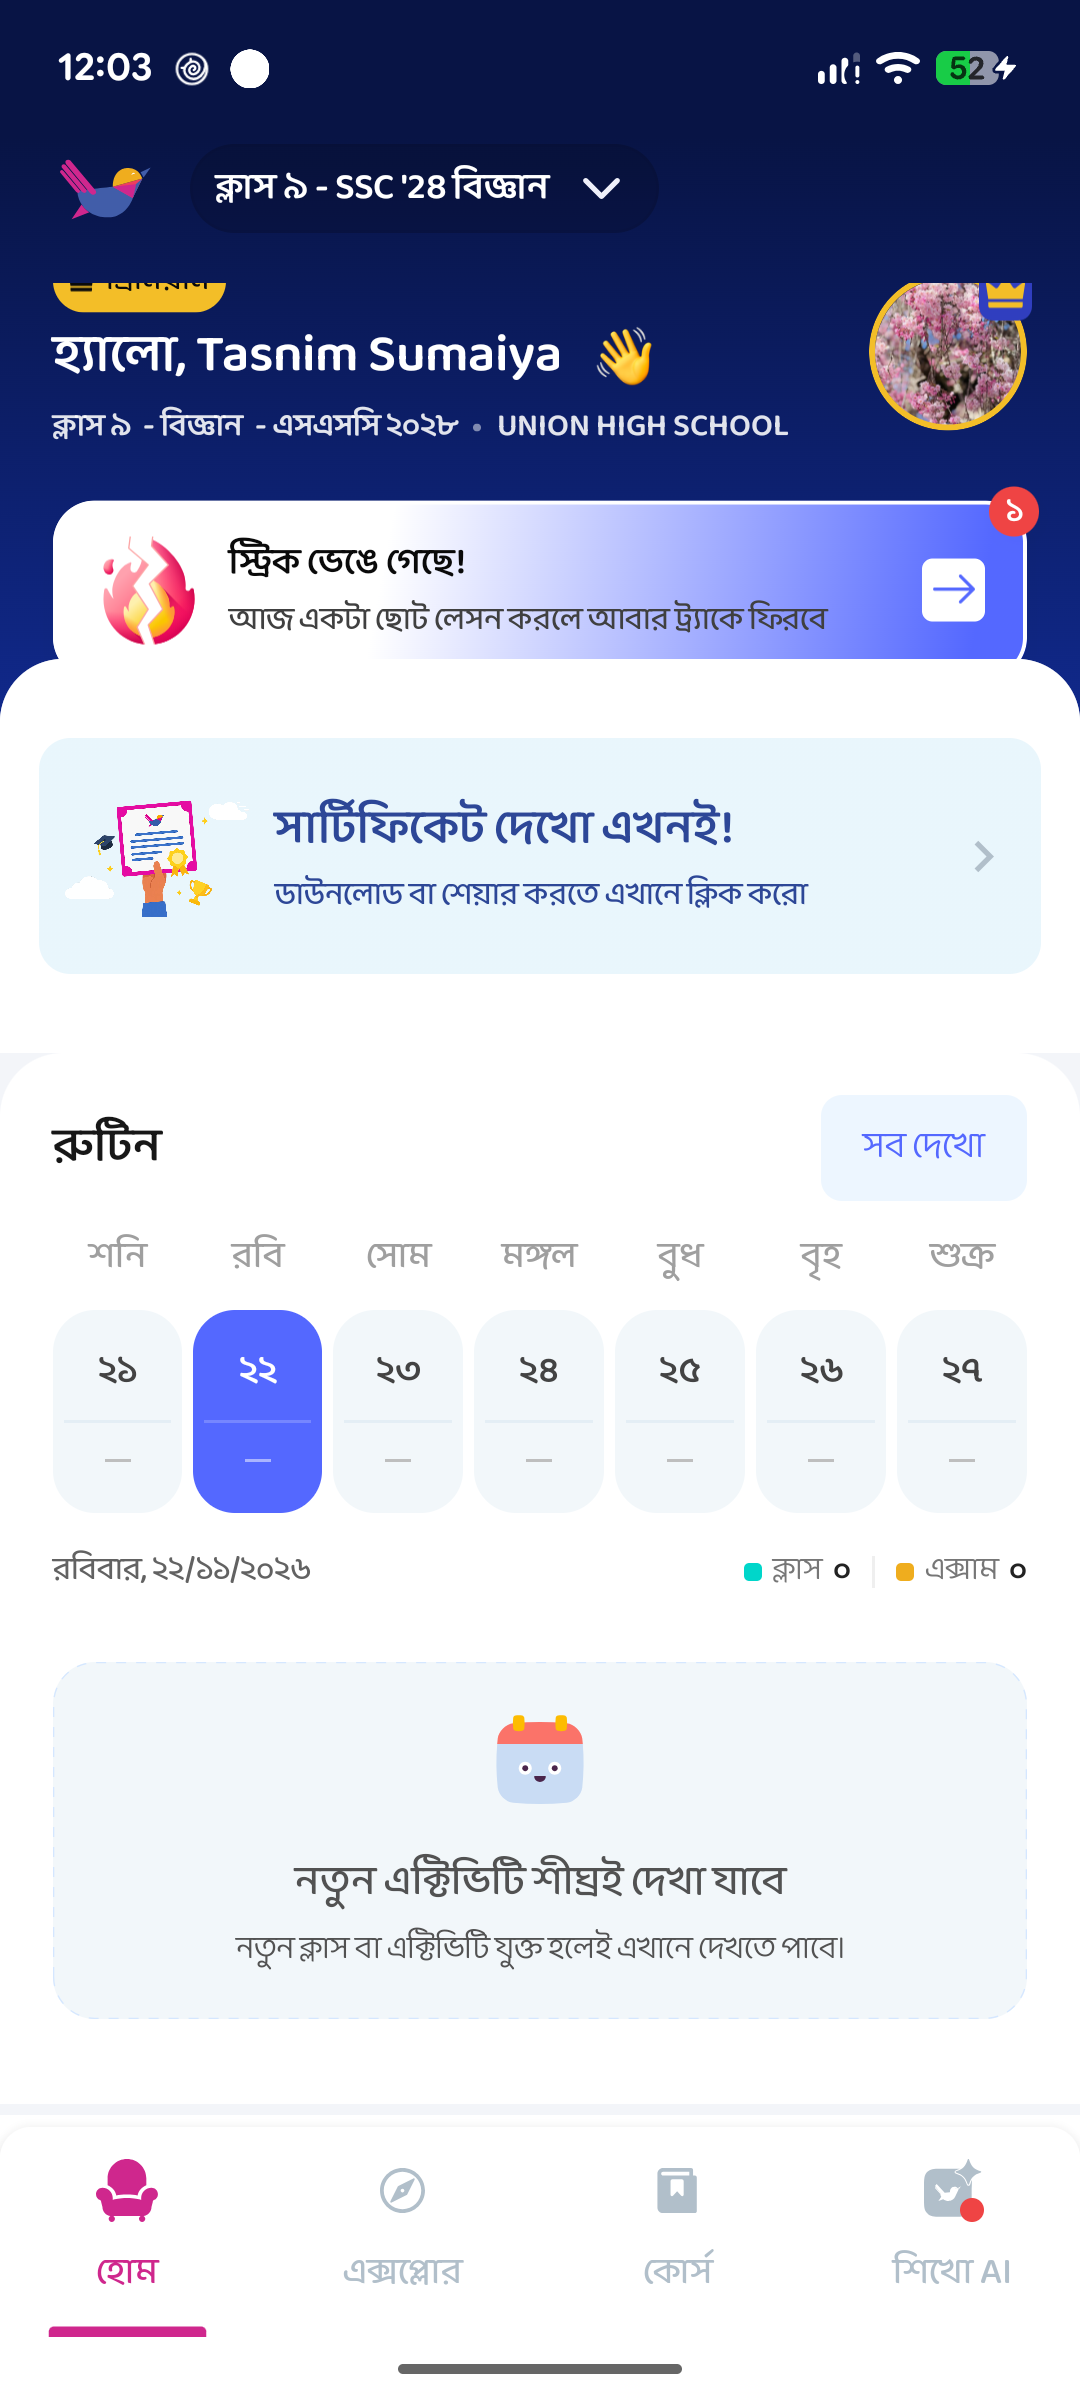 12:03
52
ক্লাস ৯ - SSC '28 বিজ্ঞান
হ্যালো, Tasnim Sumaiya 👋
ক্লাস ৯ - বিজ্ঞান - এসএসসি ২০২৮ • UNION HIGH SCHOOL
১
স্ট্রিক ভেঙে গেছে!
আজ একটা ছোট লেসন করলে আবার ট্র্যাকে ফিরবে
সার্টিফিকেট দেখো এখনই!
ডাউনলোড বা শেয়ার করতে এখানে ক্লিক করো
রুটিন
সব দেখো
শনি রবি সোম মঙ্গল বুধ বৃহ শুক্র
২১ ২২ ২৩ ২৪ ২৫ ২৬ ২৭
— — — — — — —
রবিবার, ২২/১১/২০২৬
ক্লাস ০ | এক্সাম ০
নতুন এক্টিভিটি শীঘ্রই দেখা যাবে
নতুন ক্লাস বা এক্টিভিটি যুক্ত হলেই এখানে দেখতে পাবে।
হোম এক্সপ্লোর কোর্স শিখো AI